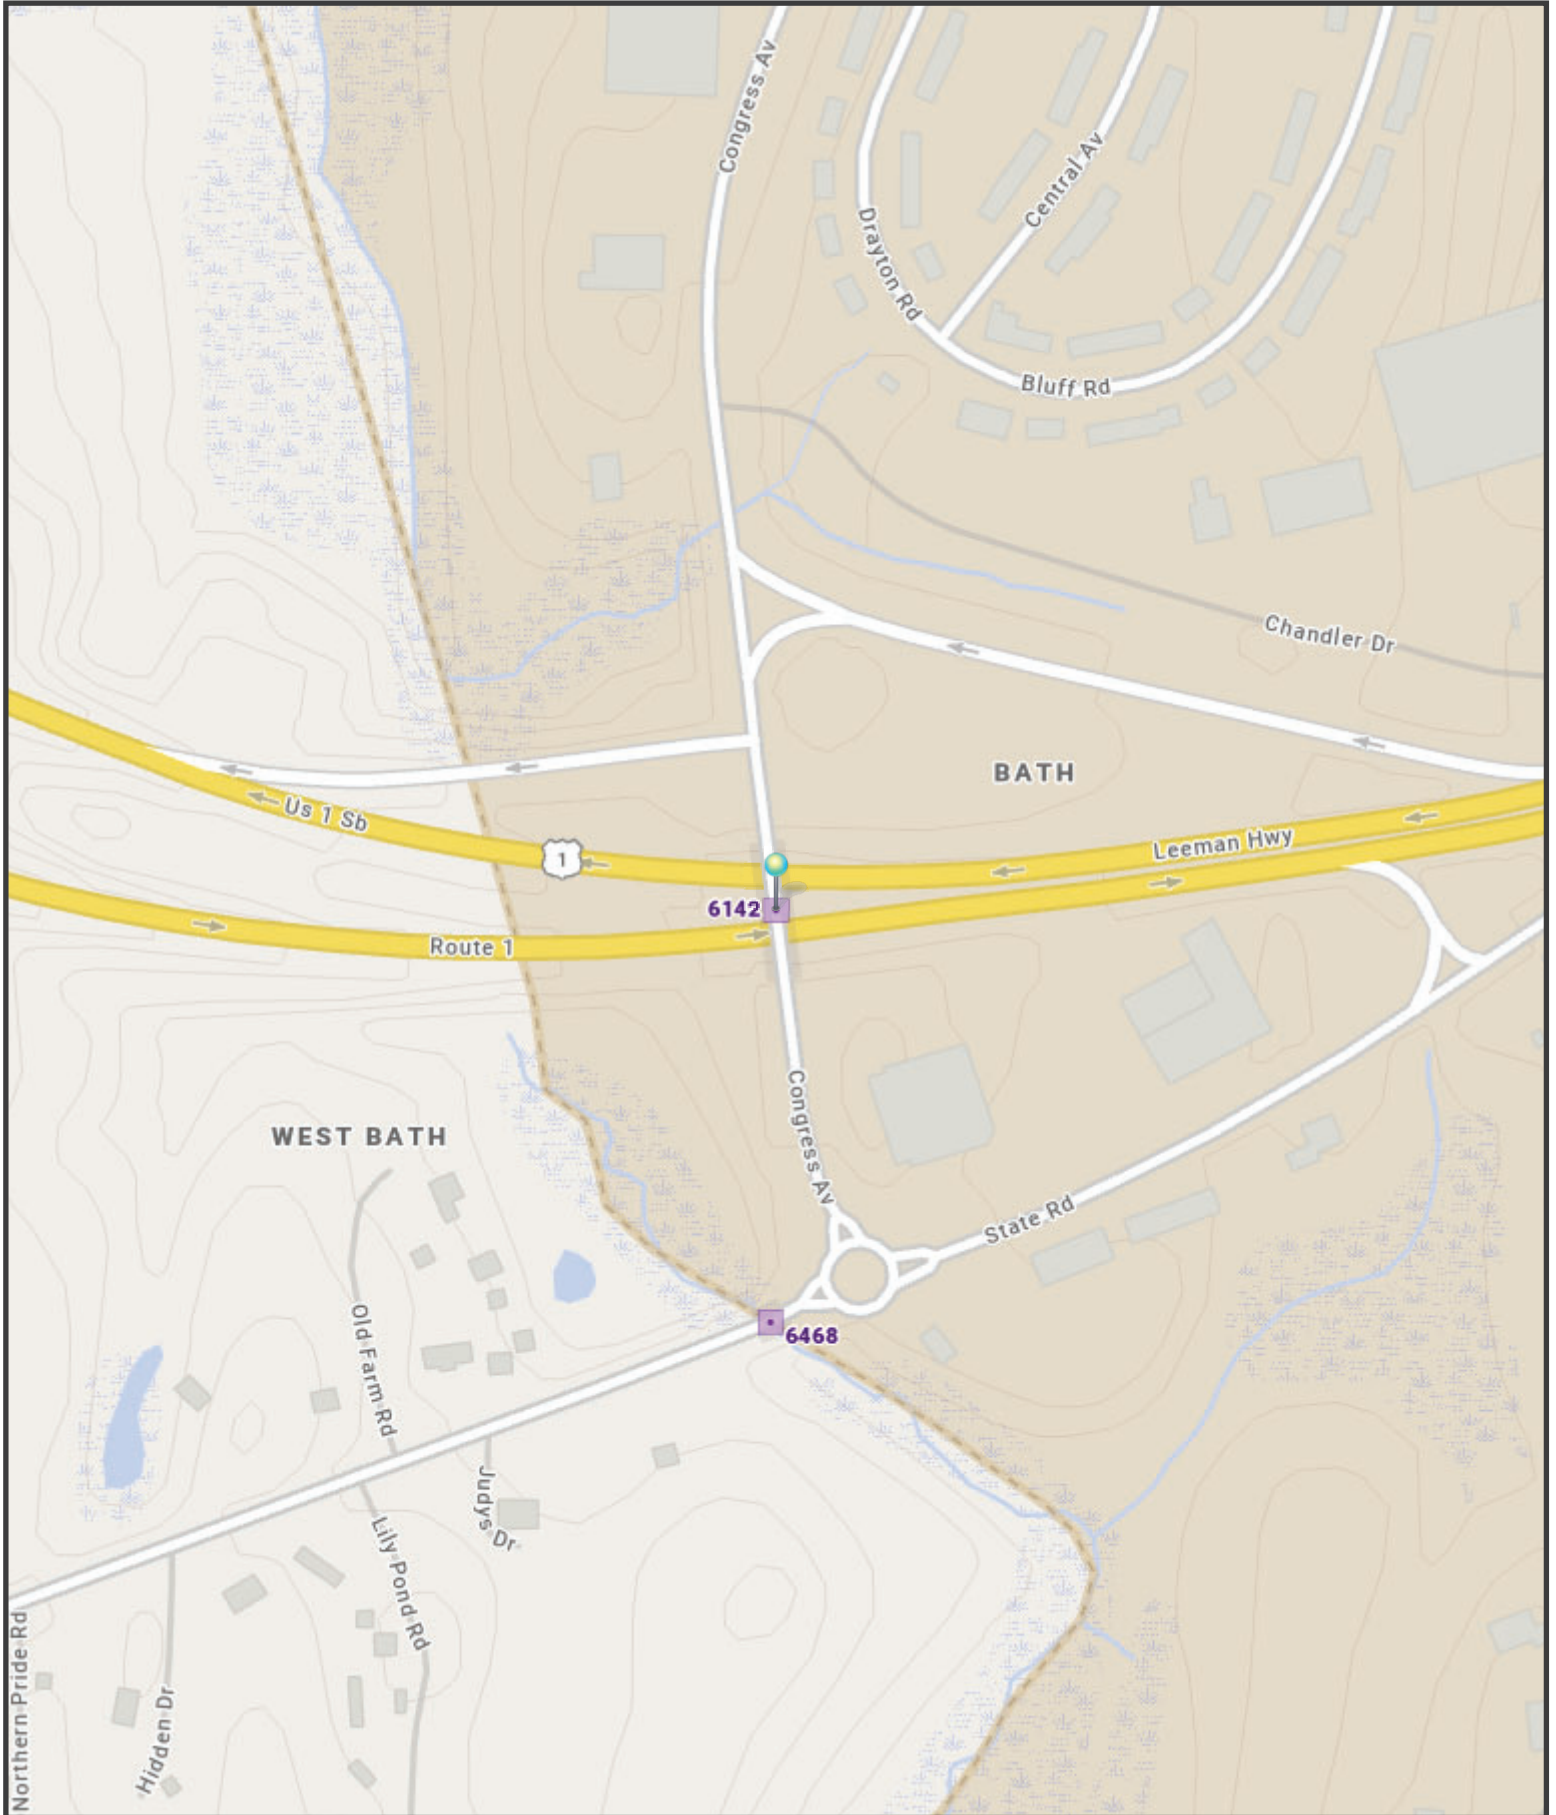 Congress Av
Central Av
Drayton Rd
Bluff Rd
Chandler Dr
BATH
Us 1 Sb
1
Leeman Hwy
6142
Route 1
Congress Av
WEST BATH
State Rd
Old Farm Rd
6468
Judys Dr
Lily Pond Rd
Northern Pride Rd
Hidden Dr